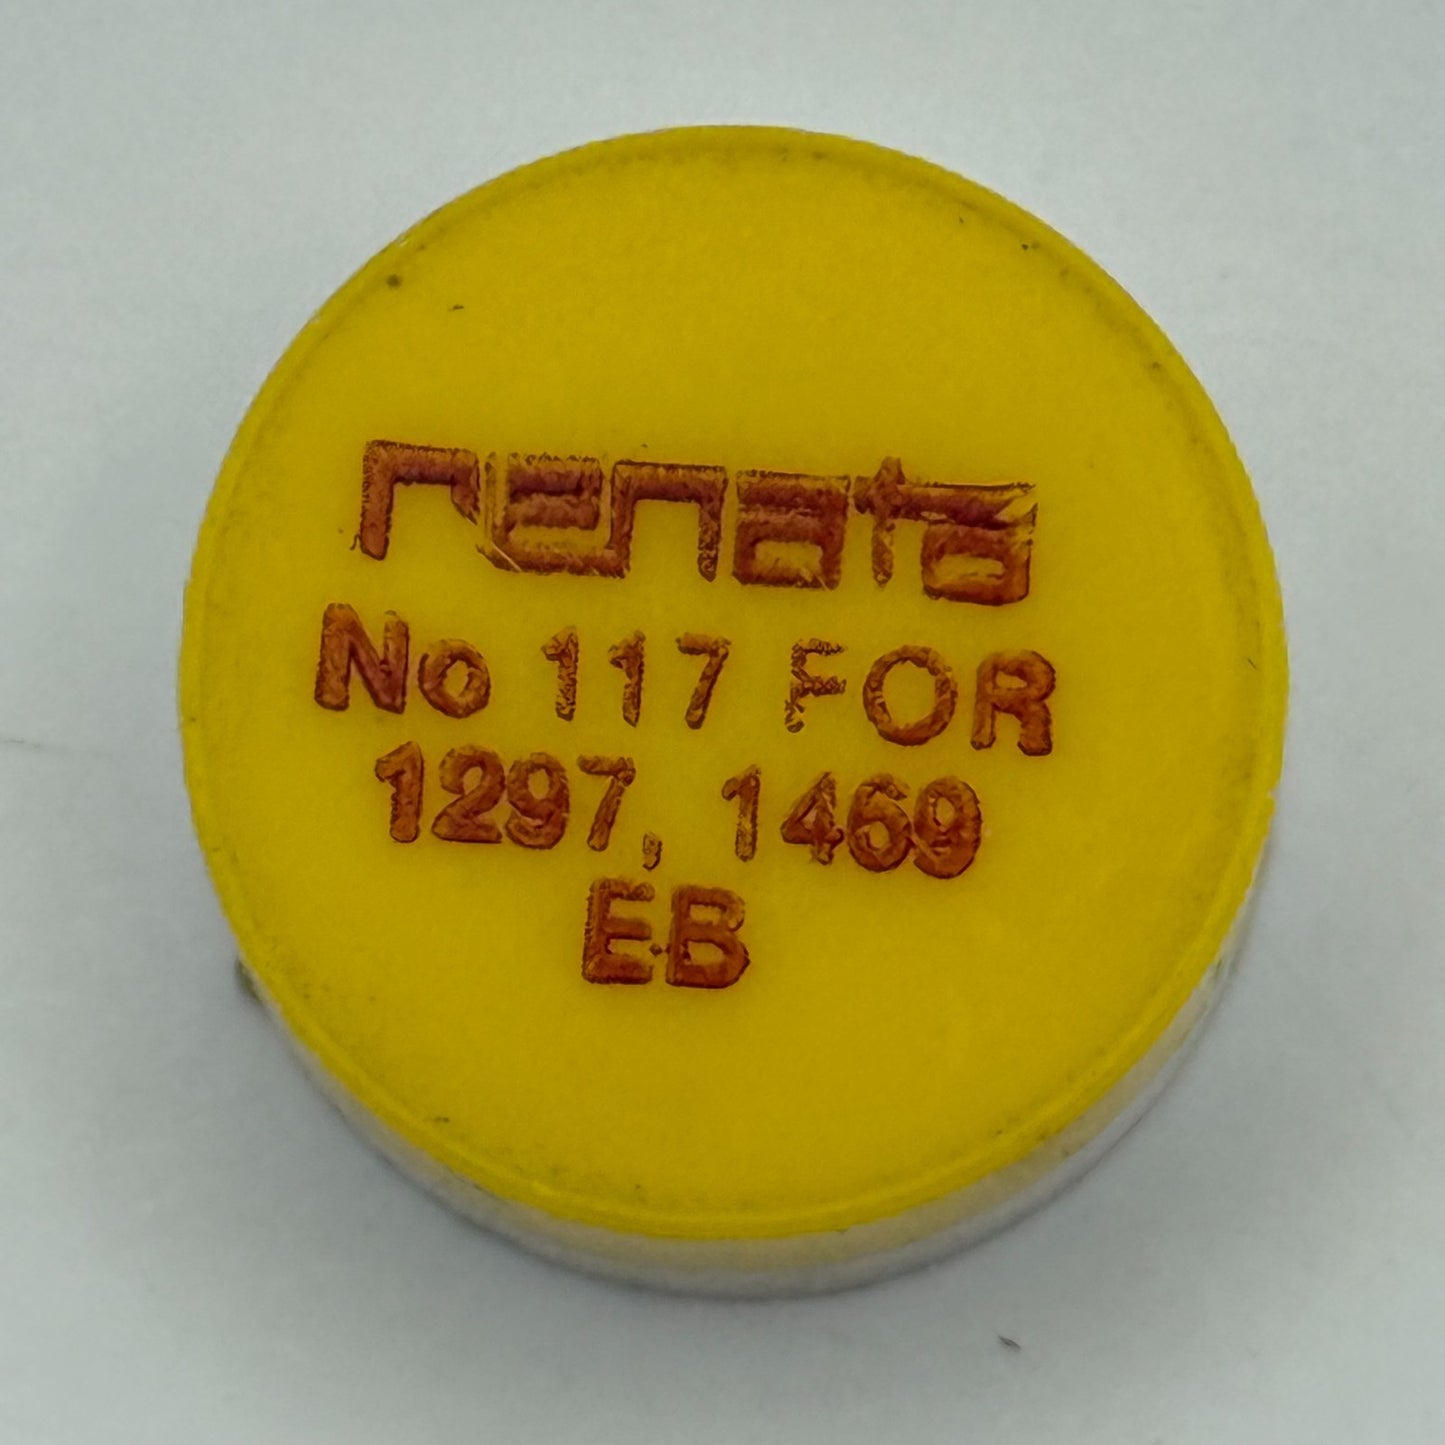 renata
No 117 FOR
1297, 1469
EB